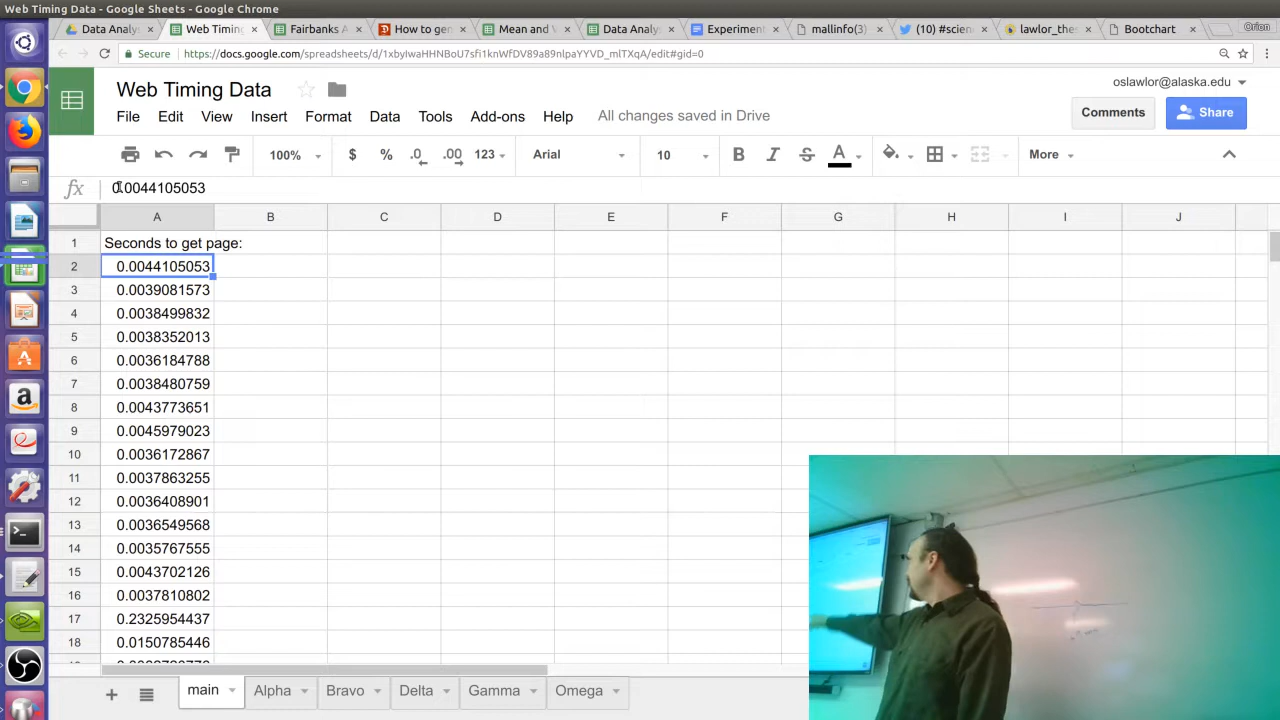 Web Timing Data - Google Sheets - Google Chrome
Data Analys
Web Timin
Fairbanks A
How to gen
Mean and V
Data Analy
Experiment
mallinfo(3)
(10) #scien
lawlor_thes
Bootchart
Orion
Secure
https://docs.google.com/spreadsheets/d/1xbyIwaHHNBoU7sfi1knWfDV89a89nlpaYYVD_mlTXqA/edit#gid=0
Web Timing Data
oslawlor@alaska.edu
File Edit View Insert Format Data Tools Add-ons Help All changes saved in Drive
Comments
Share
100% $ % .0 .00 123 Arial 10 B I S A More
fx 0.0044105053
A B C D E F G H I J
1 Seconds to get page:
2 0.0044105053
3 0.0039081573
4 0.0038499832
5 0.0038352013
6 0.0036184788
7 0.0038480759
8 0.0043773651
9 0.0045979023
10 0.0036172867
11 0.0037863255
12 0.0036408901
13 0.0036549568
14 0.0035767555
15 0.0043702126
16 0.0037810802
17 0.2325954437
18 0.0150785446
+ main Alpha Bravo Delta Gamma Omega